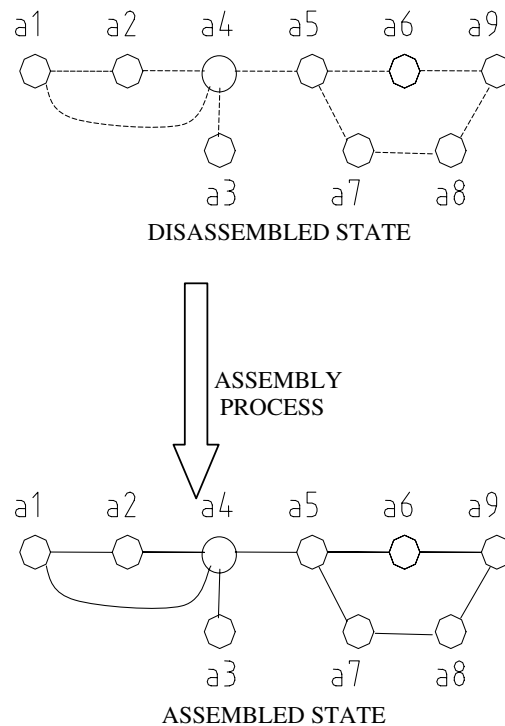 a1 a2 a4 a5 a6 a9
a3 a7 a8
DISASSEMBLED STATE
ASSEMBLY
PROCESS
a1 a2 a4 a5 a6 a9
a3 a7 a8
ASSEMBLED STATE